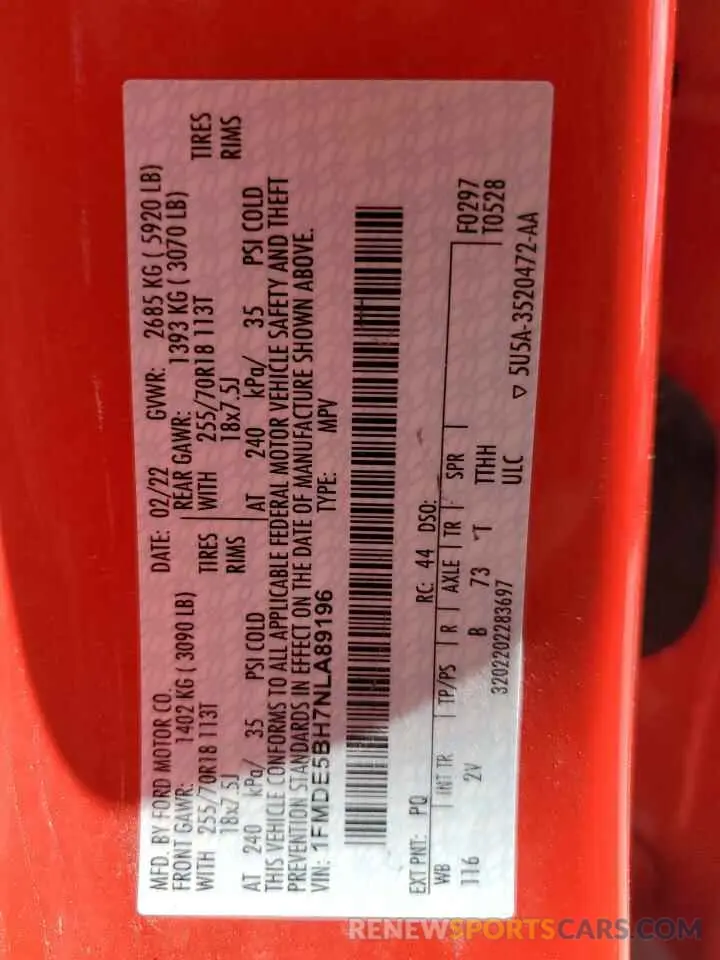 MFD. BY FORD MOTOR CO.
DATE: 02/22 GVWR: 2685 KG ( 5920 LB)
FRONT GAWR: 1402 KG ( 3090 LB) REAR GAWR: 1393 KG ( 3070 LB)
WITH 255/70R18 113T TIRES WITH 255/70R18 113T TIRES
18x7.5J RIMS 18x7.5J RIMS
AT 240 kPa/ 35 PSI COLD AT 240 kPa/ 35 PSI COLD
THIS VEHICLE CONFORMS TO ALL APPLICABLE FEDERAL MOTOR VEHICLE SAFETY AND THEFT
PREVENTION STANDARDS IN EFFECT ON THE DATE OF MANUFACTURE SHOWN ABOVE.
VIN: 1FMDE5BH7NLA89196 TYPE: MPV
EXT PNT: PQ RC: 44 DSO: F0297
WB INT TR TP/PS R AXLE TR SPR T0528
116 2V B 73 7 TTHH
3202202283697 ULC
▽ 5U5A-3520472-AA
RENEWSPORTSCARS.COM